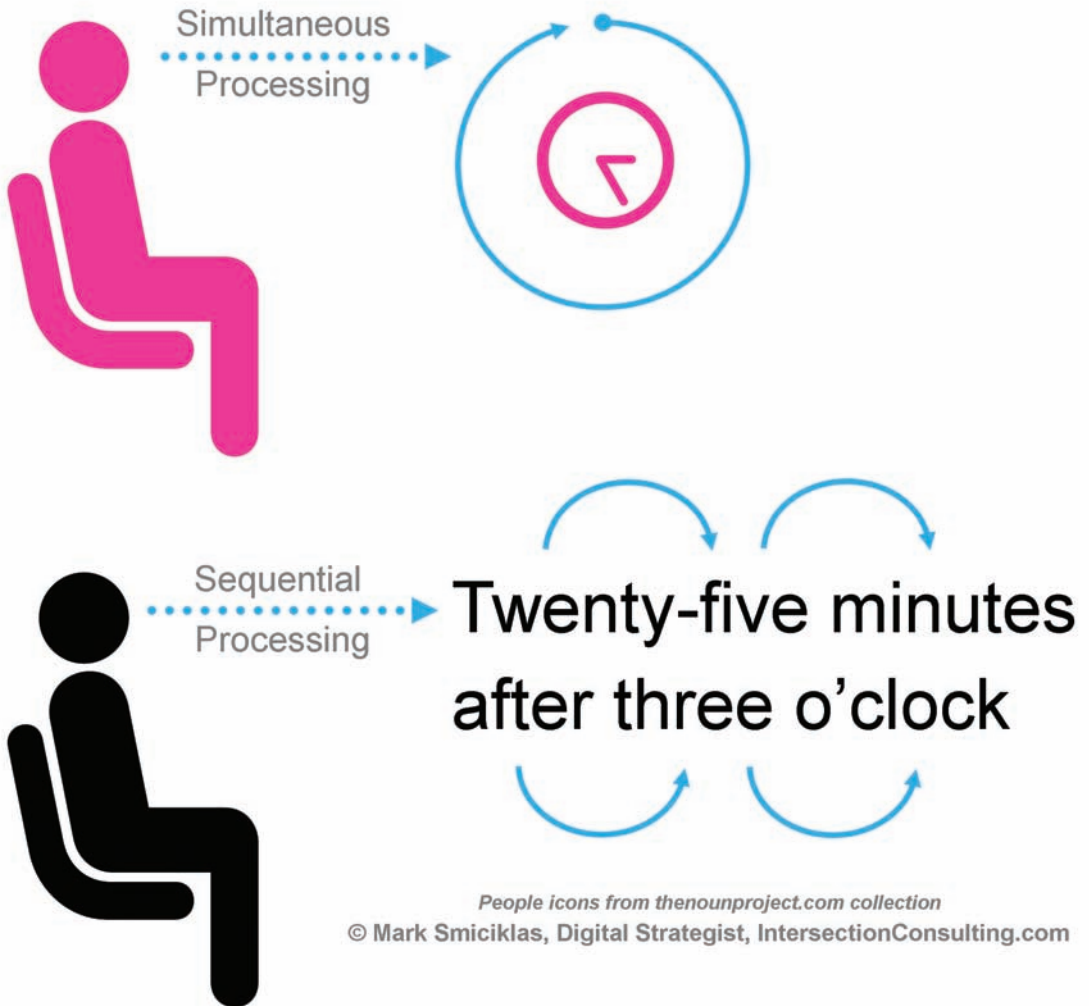 Simultaneous
Processing
Sequential
Processing
Twenty-five minutes
after three o’clock
People icons from thenounproject.com collection
© Mark Smiciklas, Digital Strategist, IntersectionConsulting.com